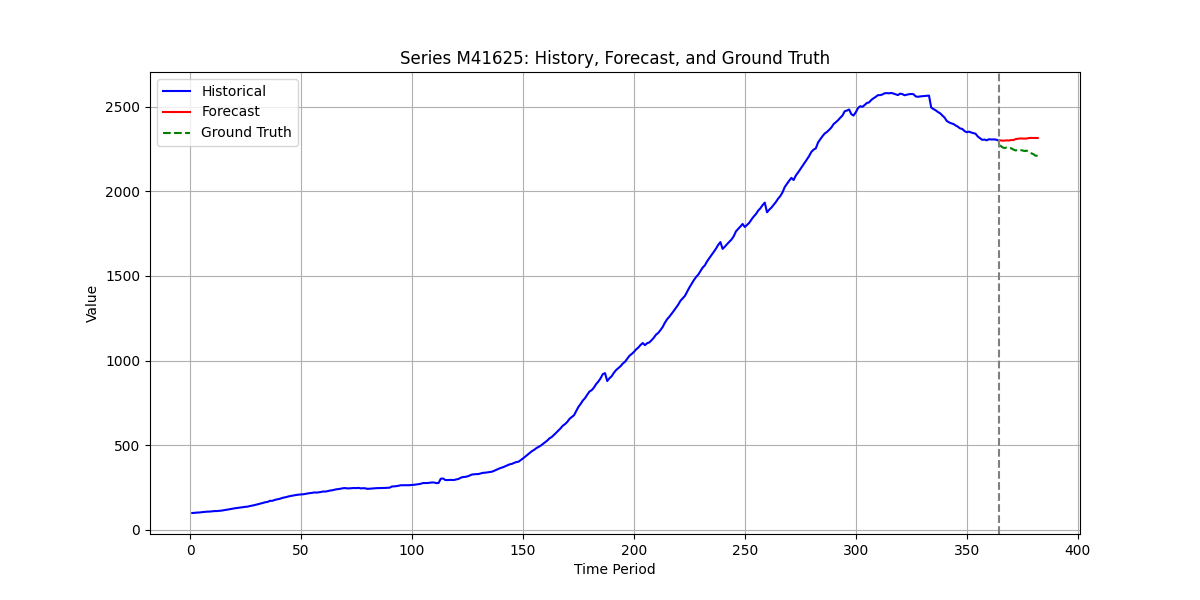 Series M41625: History, Forecast, and Ground Truth
Historical
Forecast
Ground Truth
2500
2000
1500
1000
500
0
Value
0 50 100 150 200 250 300 350 400
Time Period